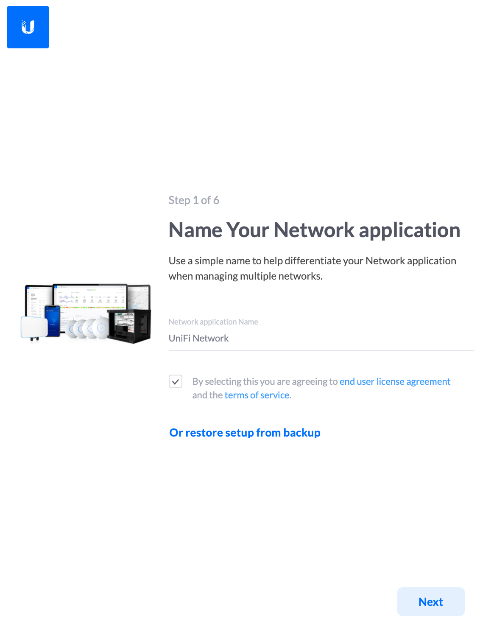 Step 1 of 6
Name Your Network application
Use a simple name to help differentiate your Network application
when managing multiple networks.
Network application Name
UniFi Network
By selecting this you are agreeing to end user license agreement
and the terms of service.
Or restore setup from backup
Next